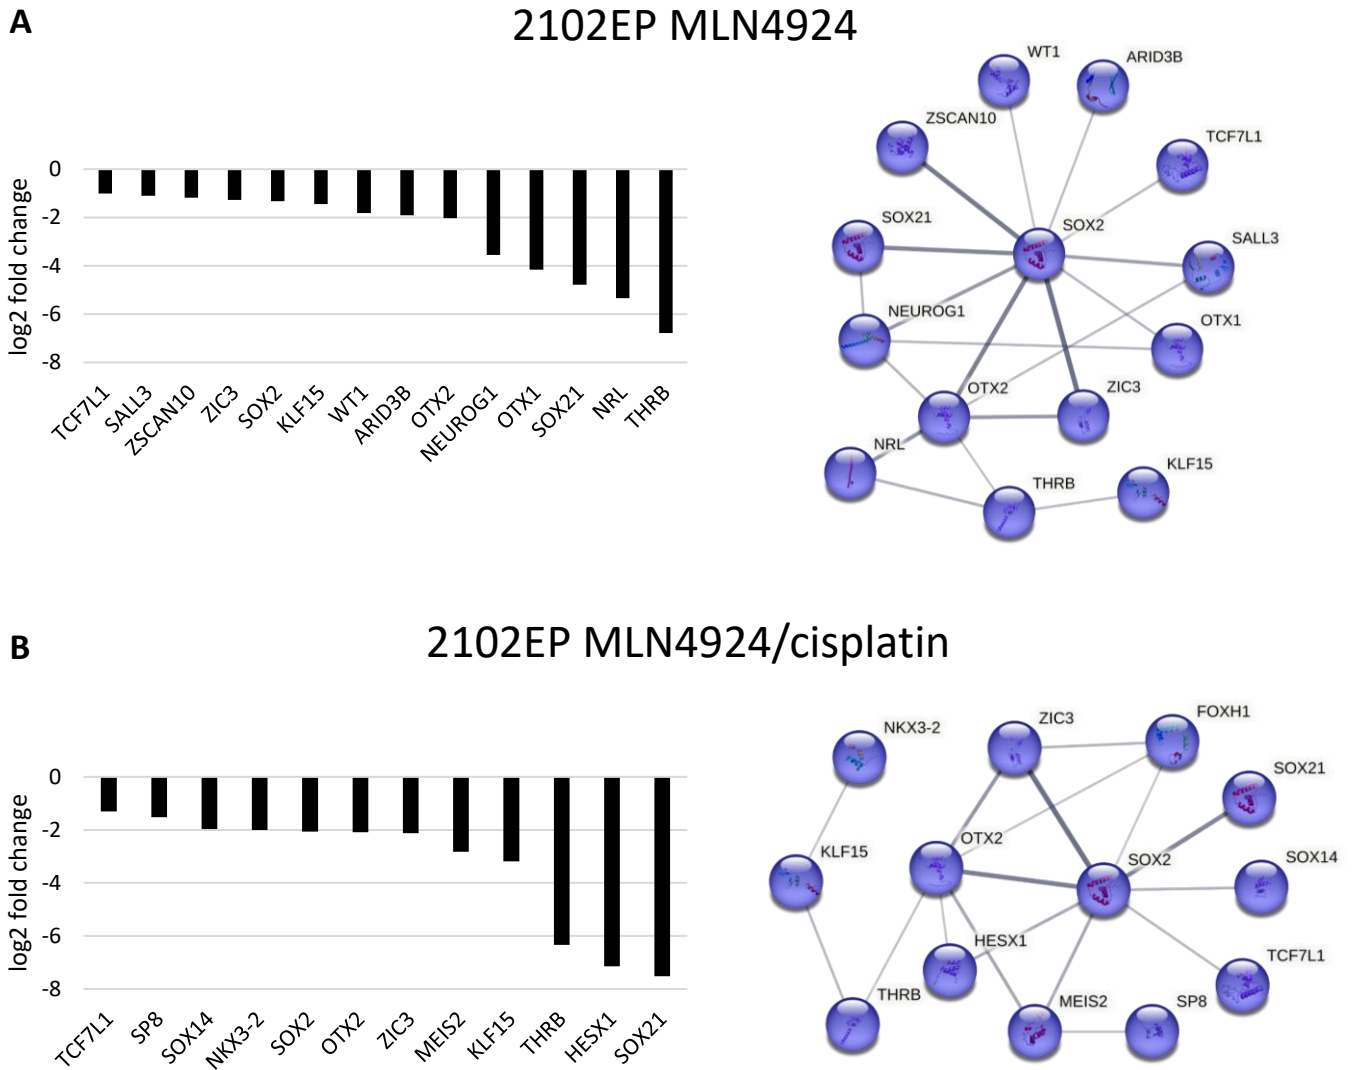 A
2102EP MLN4924
log2 fold change
0
-2
-4
-6
-8
TCF7L1
SALL3
ZSCAN10
ZIC3
SOX2
KLF15
WT1
ARID3B
OTX2
NEUROG1
OTX1
SOX21
NRL
THRB
WT1
ARID3B
ZSCAN10
TCF7L1
SOX21
SOX2
SALL3
NEUROG1
OTX1
OTX2
ZIC3
NRL
KLF15
THRB
B
2102EP MLN4924/cisplatin
log2 fold change
0
-2
-4
-6
-8
TCF7L1
SP8
SOX14
NKX3-2
SOX2
OTX2
ZIC3
MEIS2
KLF15
THRB
HESX1
SOX21
NKX3-2
ZIC3
FOXH1
SOX21
KLF15
OTX2
SOX2
SOX14
HESX1
TCF7L1
THRB
MEIS2
SP8